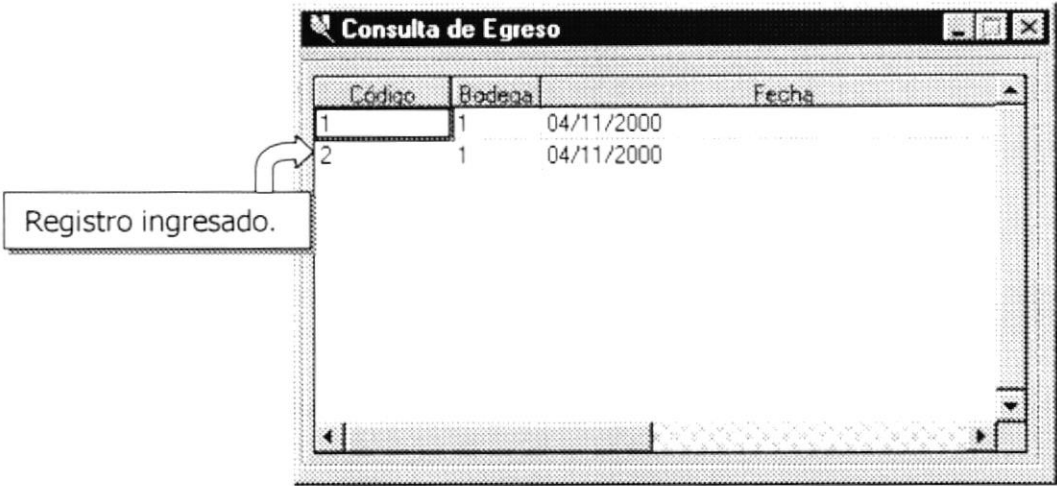 Consulta de Egreso
Código Bodega Fecha
1 1 04/11/2000
2 1 04/11/2000
Registro ingresado.